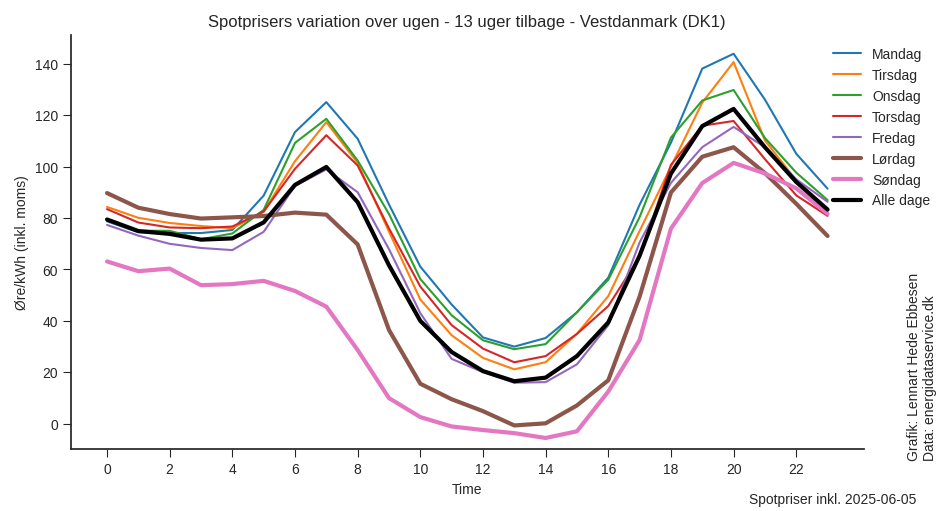 Spotprisers variation over ugen - 13 uger tilbage - Vestdanmark (DK1)
Øre/kWh (inkl. moms)
140
120
100
80
60
40
20
0
0 2 4 6 8 10 12 14 16 18 20 22
Time
Mandag
Tirsdag
Onsdag
Torsdag
Fredag
Lørdag
Søndag
Alle dage
Grafik: Lennart Hede Ebbesen
Data: energidataservice.dk
Spotpriser inkl. 2025-06-05